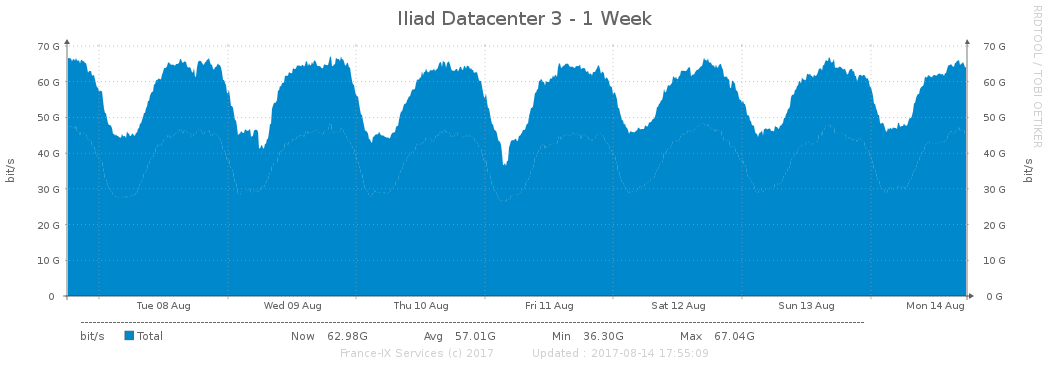 Iliad Datacenter 3 - 1 Week
RRDTOOL / TOBI OETIKER
70 G 70 G
60 G 60 G
50 G 50 G
40 G 40 G
30 G 30 G
20 G 20 G
10 G 10 G
0 0 G
bit/s bit/s
Tue 08 Aug Wed 09 Aug Thu 10 Aug Fri 11 Aug Sat 12 Aug Sun 13 Aug Mon 14 Aug
bit/s Total Now 62.98G Avg 57.01G Min 36.30G Max 67.04G
France-IX Services (c) 2017 Updated : 2017-08-14 17:55:09